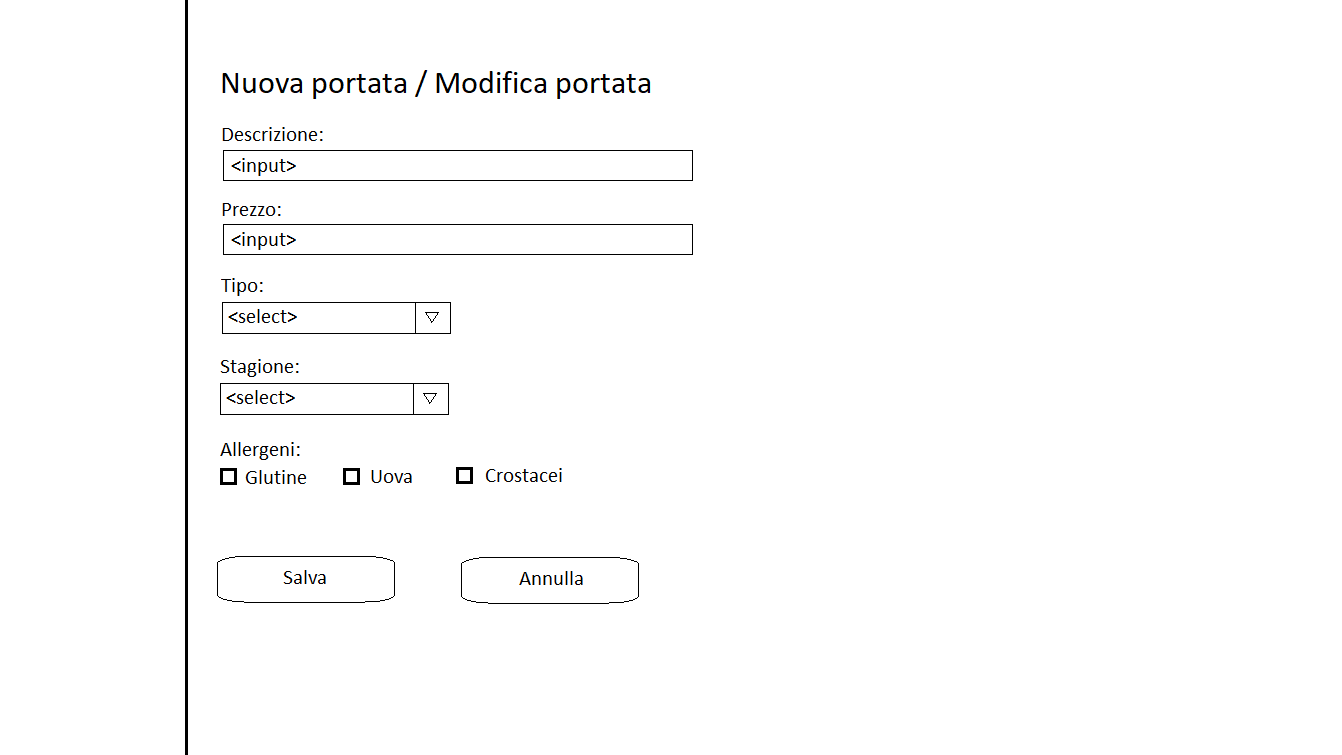 Nuova portata / Modifica portata
Descrizione:
<input>
Prezzo:
<input>
Tipo:
<select>
Stagione:
<select>
Allergeni:
Glutine Uova Crostacei
Salva Annulla